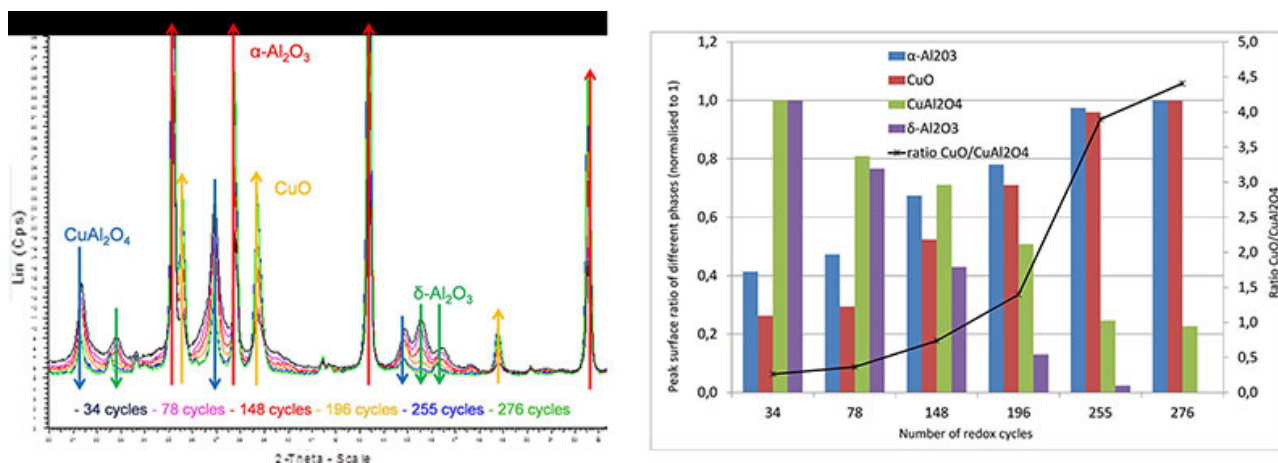 α-Al₂O₃
CuO
CuAl₂O₄
δ-Al₂O₃
Lin (Cps)
- 34 cycles - 78 cycles - 148 cycles - 196 cycles - 255 cycles - 276 cycles
2-Theta - Scale
1,2
1,0
0,8
0,6
0,4
0,2
0,0
Peak surface ratio of different phases (normalised to 1)
α-Al2O3
CuO
CuAl2O4
δ-Al2O3
ratio CuO/CuAl2O4
5,0
4,5
4,0
3,5
3,0
2,5
2,0
1,5
1,0
0,5
0,0
Ratio CuO/CuAl2O4
34 78 148 196 255 276
Number of redox cycles